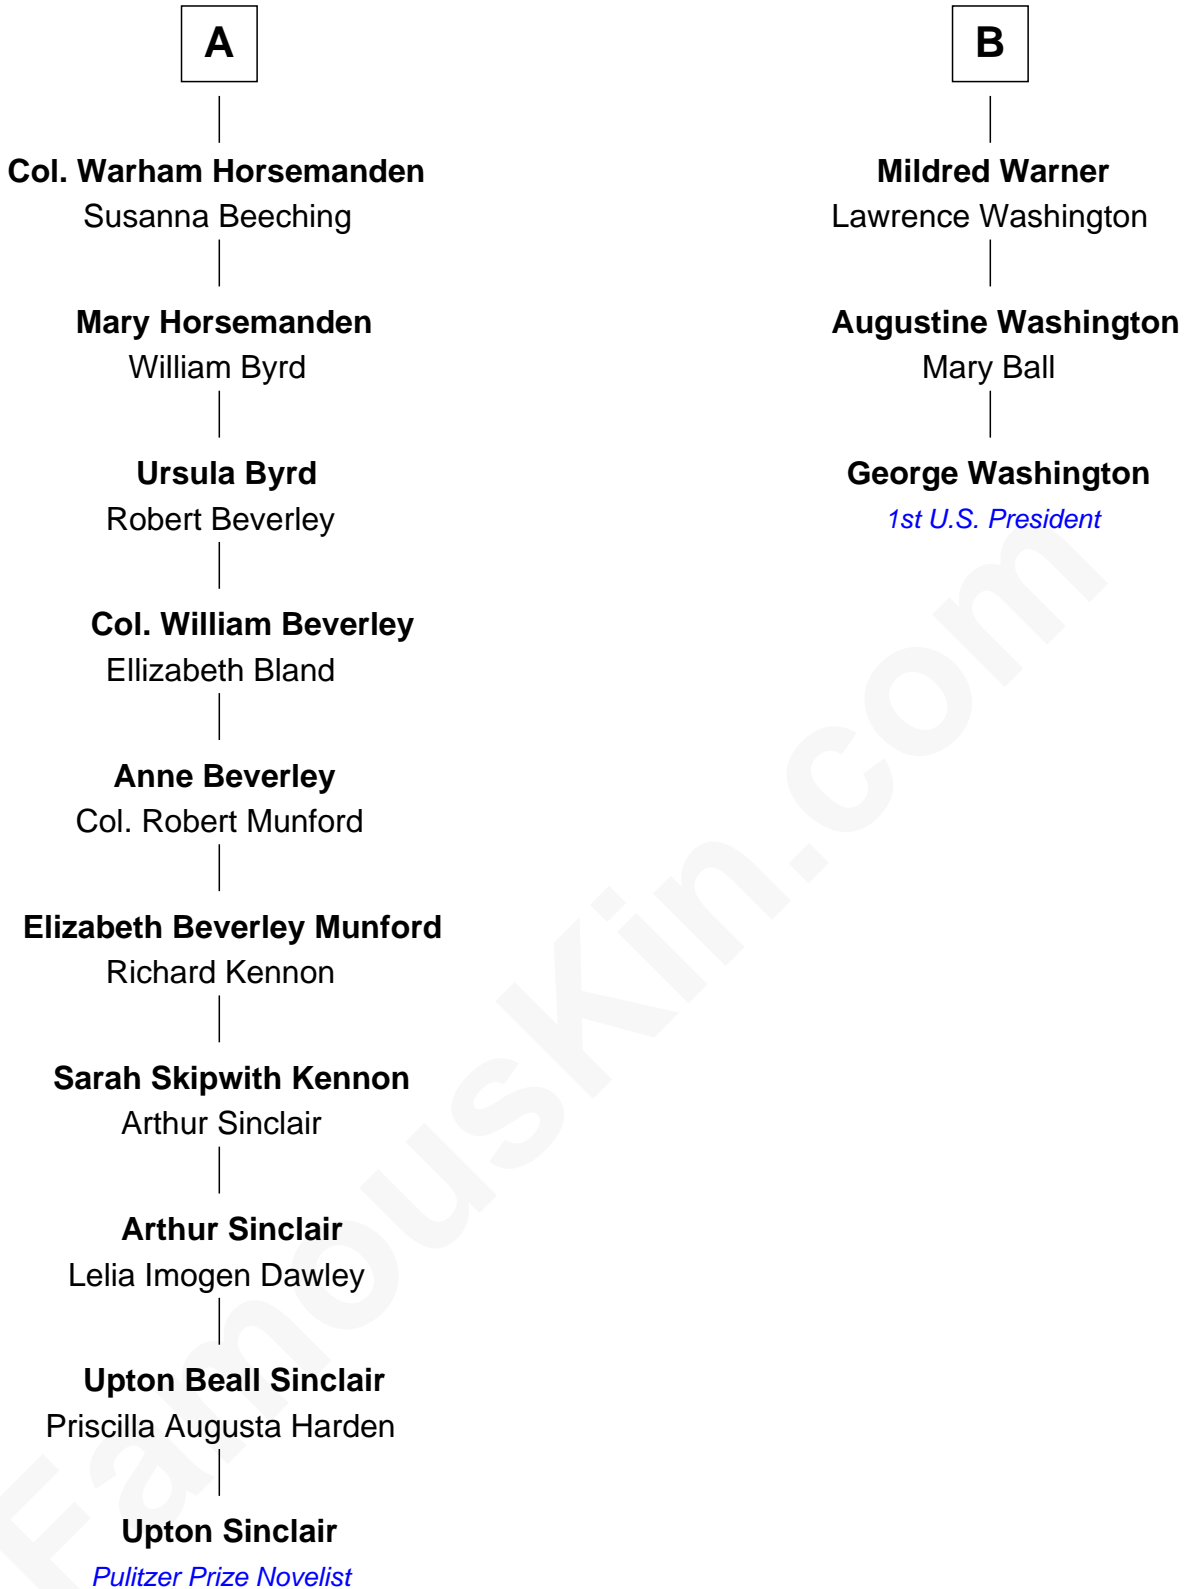 A
Col. Warham Horsemanden
Susanna Beeching
Mary Horsemanden
William Byrd
Ursula Byrd
Robert Beverley
Col. William Beverley
Ellizabeth Bland
Anne Beverley
Col. Robert Munford
Elizabeth Beverley Munford
Richard Kennon
Sarah Skipwith Kennon
Arthur Sinclair
Arthur Sinclair
Lelia Imogen Dawley
Upton Beall Sinclair
Priscilla Augusta Harden
Upton Sinclair
Pulitzer Prize Novelist
B
Mildred Warner
Lawrence Washington
Augustine Washington
Mary Ball
George Washington
1st U.S. President
FamousKin.com